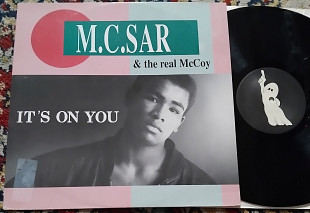 M.C.SAR
& the real McCoy
IT'S ON YOU